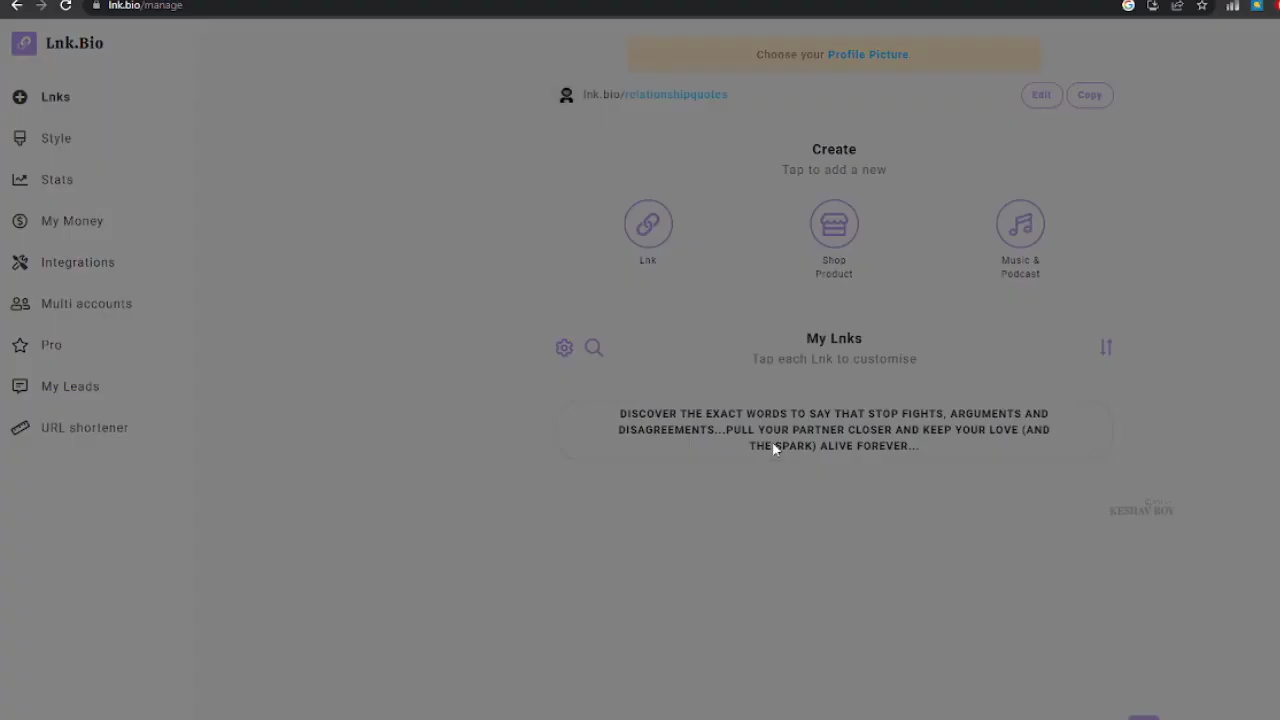 lnk.bio/manage
Lnk.Bio
Choose your Profile Picture
lnk.bio/relationshipquotes
Edit
Copy
Lnks
Style
Stats
My Money
Integrations
Multi accounts
Pro
My Leads
URL shortener
Create
Tap to add a new
Lnk
Shop
Product
Music &
Podcast
My Lnks
Tap each Lnk to customise
DISCOVER THE EXACT WORDS TO SAY THAT STOP FIGHTS, ARGUMENTS AND
DISAGREEMENTS...PULL YOUR PARTNER CLOSER AND KEEP YOUR LOVE (AND
THE SPARK) ALIVE FOREVER...
KESHAV ROY